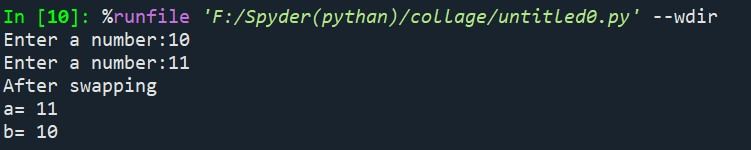 In [10]: %runfile 'F:/Spyder(pythan)/collage/untitled0.py' --wdir
Enter a number:10
Enter a number:11
After swapping
a= 11
b= 10